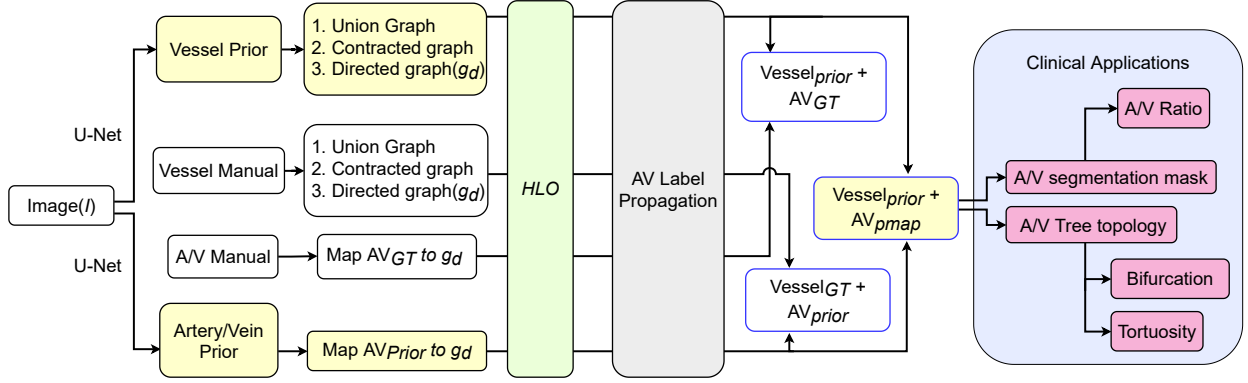 U-Net
Vessel Prior
1. Union Graph
2. Contracted graph
3. Directed graph(gd)
Vessel Manual
1. Union Graph
2. Contracted graph
3. Directed graph(gd)
Image(I)
A/V Manual
Map AVGT to gd
U-Net
Artery/Vein
Prior
Map AVPrior to gd
HLO
AV Label
Propagation
Vesselprior +
AVGT
VesselGT +
AVprior
Vesselprior +
AVpmap
Clinical Applications
A/V Ratio
A/V segmentation mask
A/V Tree topology
Bifurcation
Tortuosity